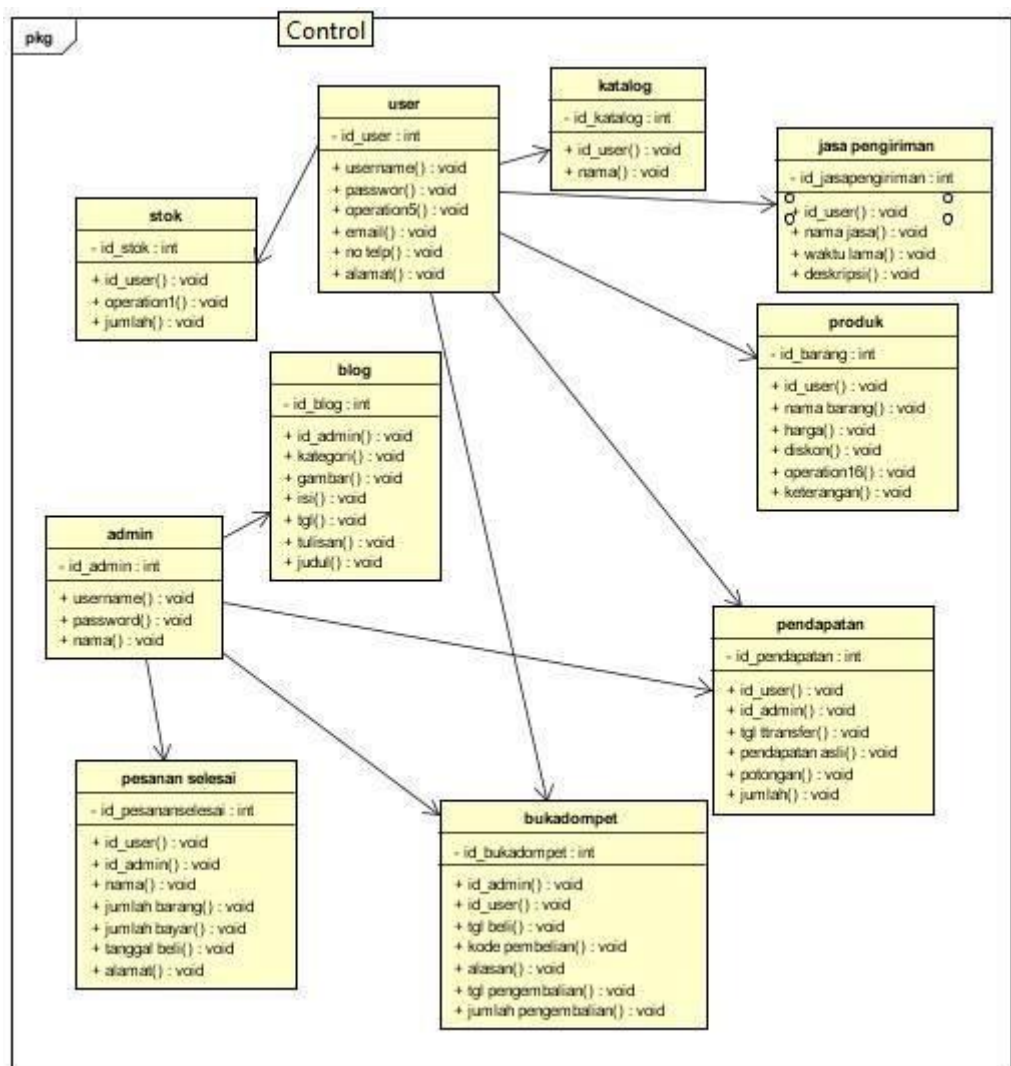 pkg
Control
user
- id_user : int
+ username() : void
+ passwor() : void
+ operation5() : void
+ email() : void
+ no telp() : void
+ alamat() : void
katalog
- id_katalog : int
+ id_user() : void
+ nama() : void
jasa pengiriman
- id_jasapengiriman : int
+ id_user() : void
+ nama jasa() : void
+ waktu lama() : void
+ deskripsi() : void
stok
- id_stok : int
+ id_user() : void
+ operation1() : void
+ jumlah() : void
produk
- id_barang : int
+ id_user() : void
+ nama barang() : void
+ harga() : void
+ diskon() : void
+ operation16() : void
+ keterangan() : void
blog
- id_blog : int
+ id_admin() : void
+ kategori() : void
+ gambar() : void
+ isi() : void
+ tgl() : void
+ tulisan() : void
+ judul() : void
admin
- id_admin : int
+ username() : void
+ password() : void
+ nama() : void
pendapatan
- id_pendapatan : int
+ id_user() : void
+ id_admin() : void
+ tgl ttransfer() : void
+ pendapatan asli() : void
+ potongan() : void
+ jumlah() : void
pesanan selesai
- id_pesananselesai : int
+ id_user() : void
+ id_admin() : void
+ nama() : void
+ jumlah barang() : void
+ jumlah bayar() : void
+ tanggal beli() : void
+ alamat() : void
bukadompet
- id_bukadompet : int
+ id_admin() : void
+ id_user() : void
+ tgl beli() : void
+ kode pembelian() : void
+ alasan() : void
+ tgl pengembalian() : void
+ jumlah pengembalian() : void